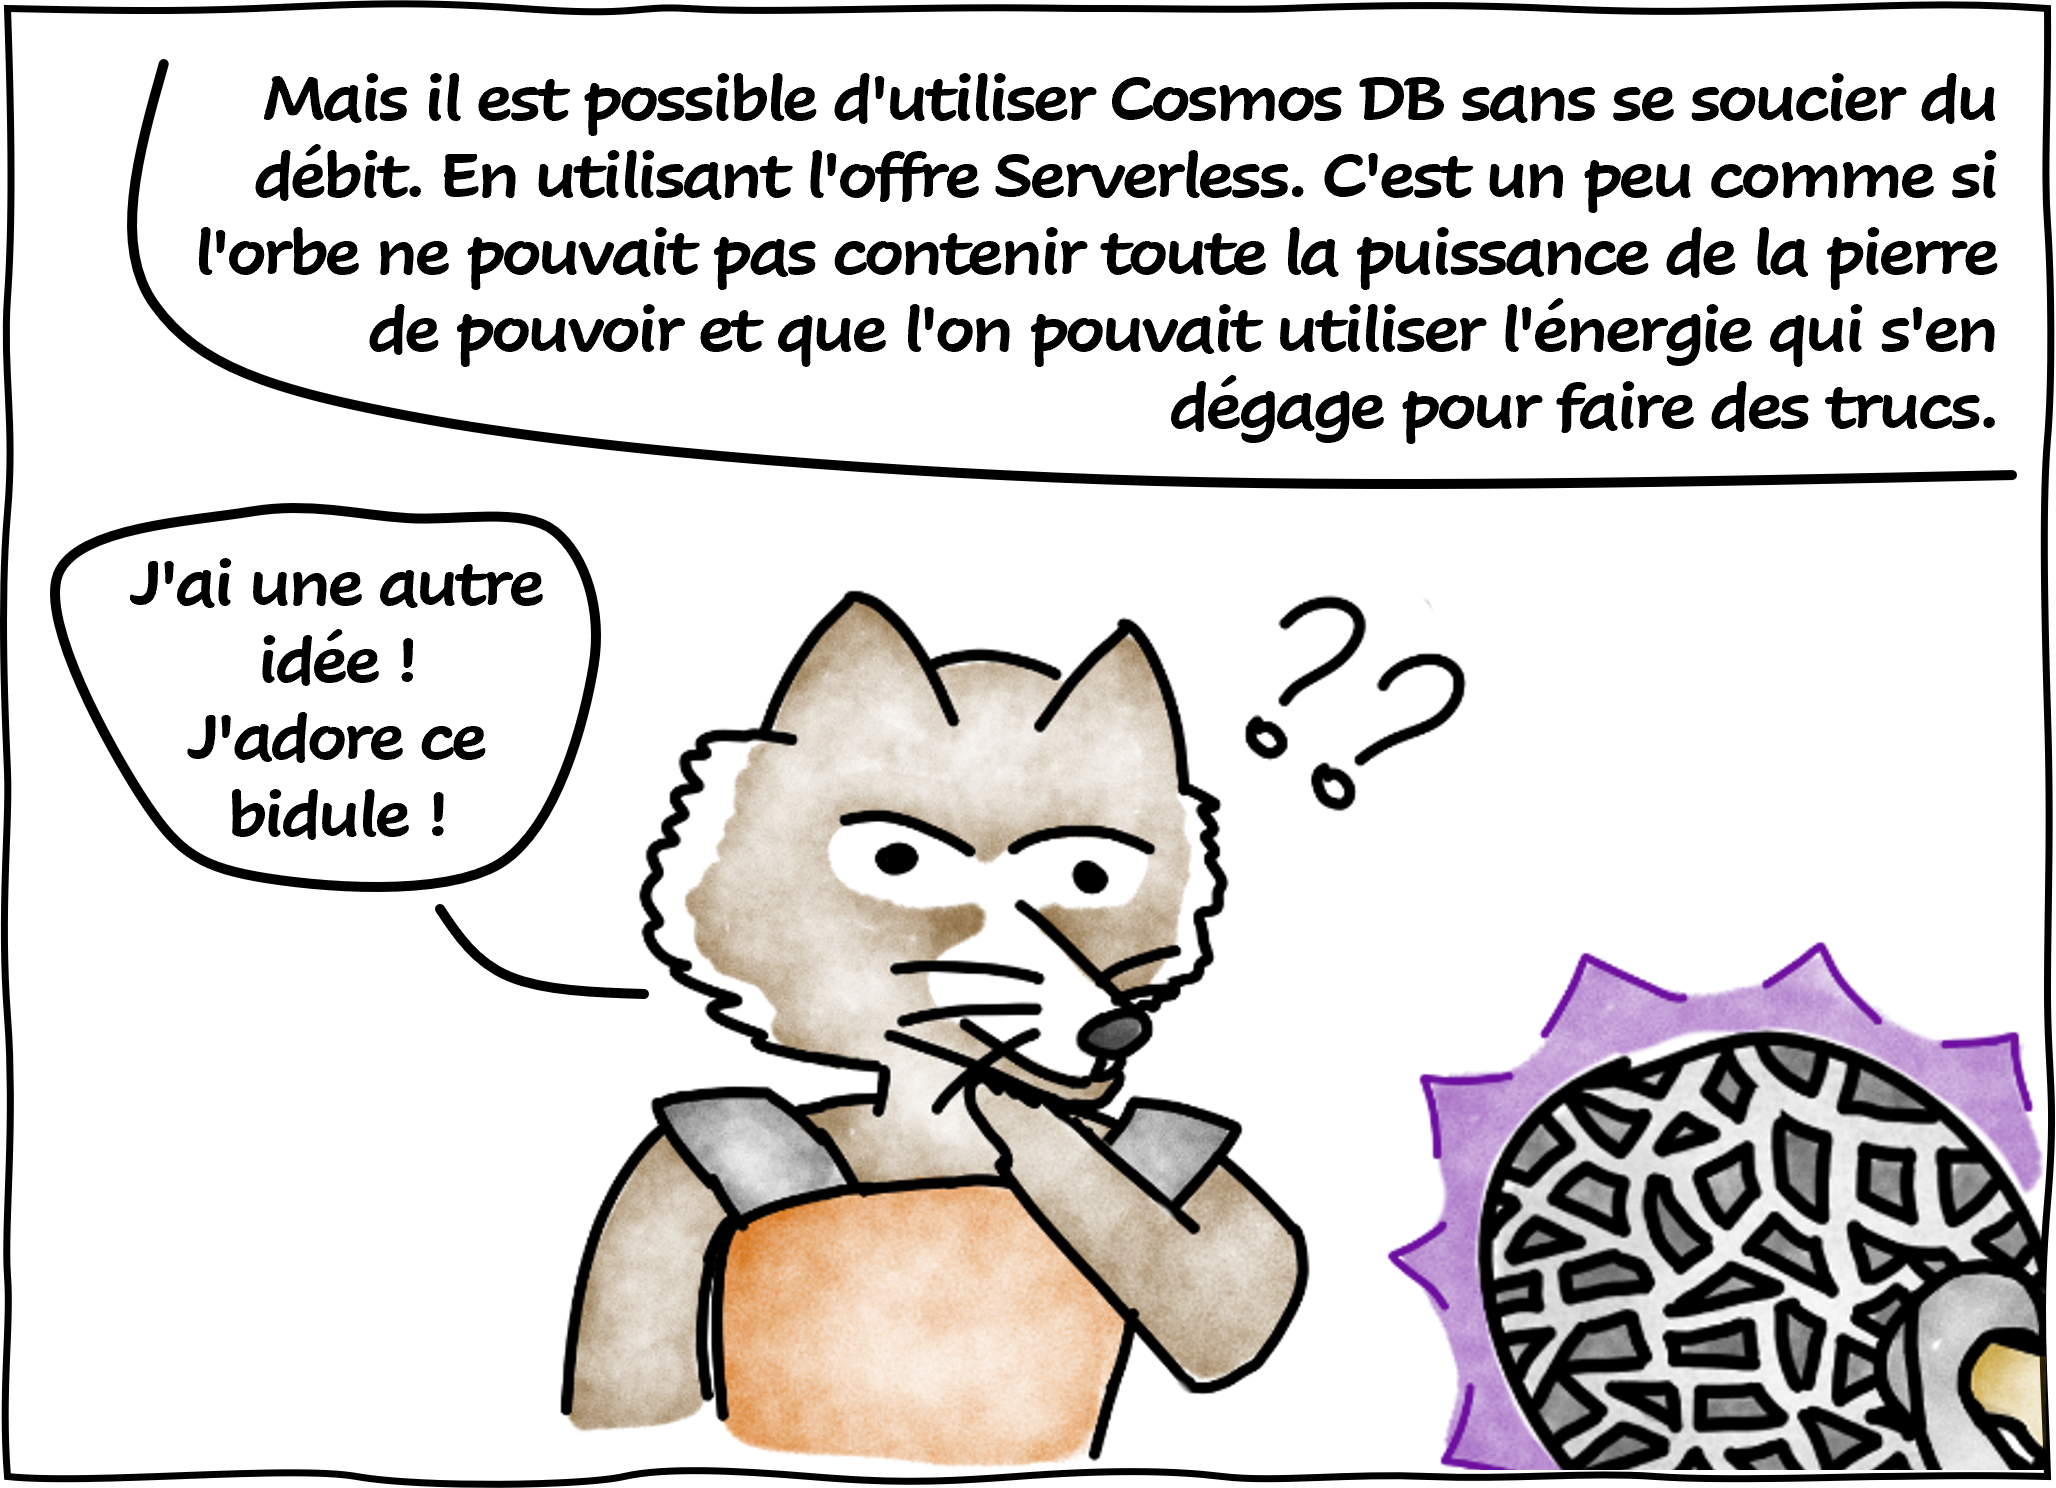 Mais il est possible d'utiliser Cosmos DB sans se soucier du
débit. En utilisant l'offre Serverless. C'est un peu comme si
l'orbe ne pouvait pas contenir toute la puissance de la pierre
de pouvoir et que l'on pouvait utiliser l'énergie qui s'en
dégage pour faire des trucs.
J'ai une autre
idée !
J'adore ce
bidule !
??